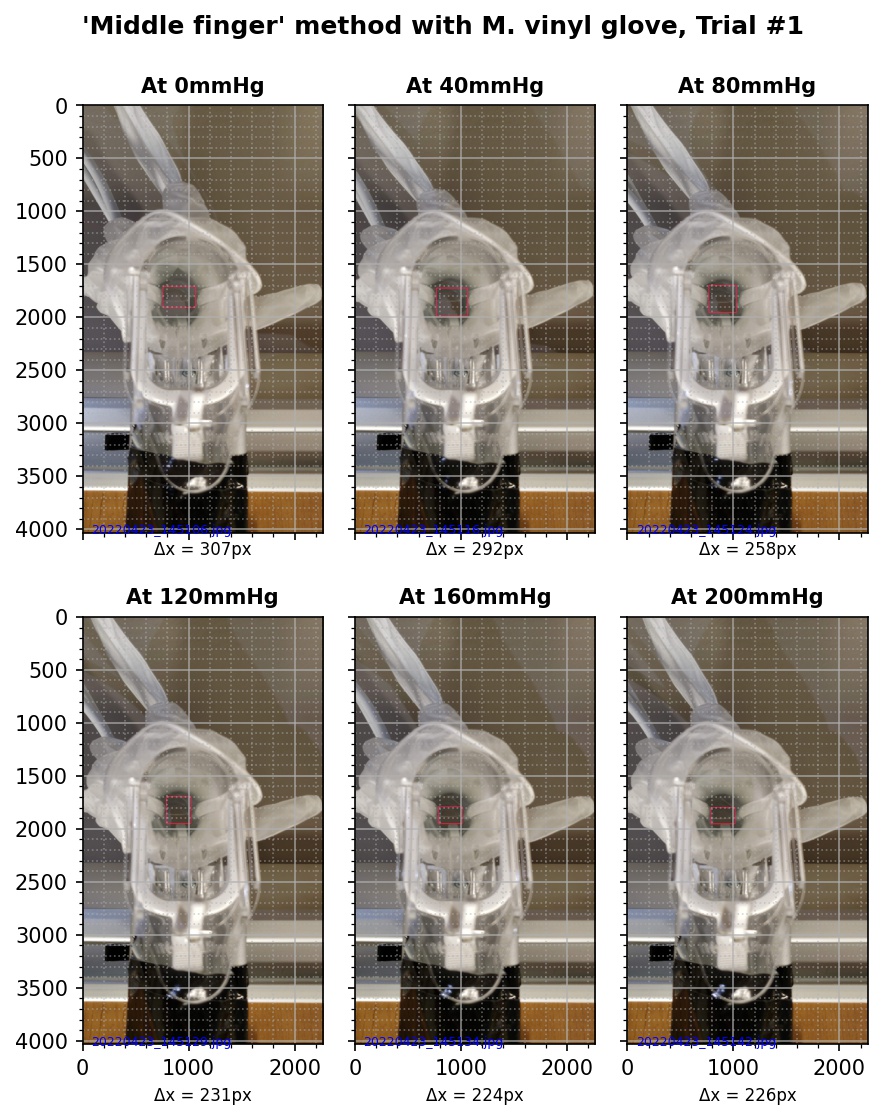 'Middle finger' method with M. vinyl glove, Trial #1
At 0mmHg
At 40mmHg
At 80mmHg
0
500
1000
1500
2000
2500
3000
3500
4000
Δx = 307px
Δx = 292px
Δx = 258px
At 120mmHg
At 160mmHg
At 200mmHg
0
500
1000
1500
2000
2500
3000
3500
4000
0 1000 2000
0 1000 2000
0 1000 2000
Δx = 231px
Δx = 224px
Δx = 226px